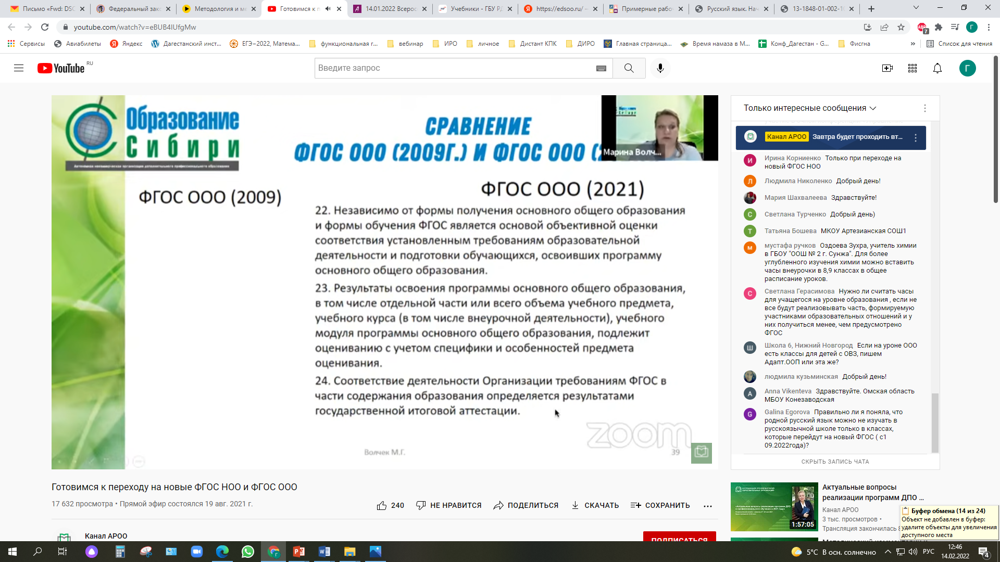 Письмо «Fwd: DSC
Федеральный зако
Методология и ме
Готовимся к п
14.01.2022 Всерос
Учебники - ГБУ РД
https://edsoo.ru/ –
Примерные рабоч
Русский язык. Нач
13-1848-01-002-10
youtube.com/watch?v=eBUB4IUfgMw
ABP
7
Г
Сервисы
Авиабилеты
Яндекс
Дагестанский инст...
ЕГЭ–2022, Матема...
функциональная г...
вебинар
ИРО
личное
Дистант КПК
ДИРО
Главная страница...
Время намаза в М...
Конф_Дагестан - G...
Фисгна
»
Список для чтения
YouTube RU
Введите запрос
Г
Образование
Сибири
Автономная некоммерческая организация дополнительного профессионального образования
СРАВНЕНИЕ
ФГОС ООО (2009Г.) И ФГОС ООО (
Марина Волч...
ФГОС ООО (2009)
ФГОС ООО (2021)
22. Независимо от формы получения основного общего образования
и формы обучения ФГОС является основой объективной оценки
соответствия установленным требованиям образовательной
деятельности и подготовки обучающихся, освоивших программу
основного общего образования.
23. Результаты освоения программы основного общего образования,
в том числе отдельной части или всего объема учебного предмета,
учебного курса (в том числе внеурочной деятельности), учебного
модуля программы основного общего образования, подлежит
оцениванию с учетом специфики и особенностей предмета
оценивания.
24. Соответствие деятельности Организации требованиям ФГОС в
части содержания образования определяется результатами
государственной итоговой аттестации.
zoom
Волчек М.Г.
39
Только интересные сообщения
Канал АРОО Завтра будет проходить вт...
И Ирина Корниенко Только при переходе на
новый ФГОС НОО
Л Людмила Николенко Добрый день!
Мария Шахвалеева Здравствуйте!
С Светлана Турченко Добрый день)
Т Татьяна Бошева МКОУ Артезианская СОШ1
м мустафа ручков Оздоева Зухра, учитель химии
в ГБОУ "ООШ № 2 г. Сунжа". Для более
углубленного изучения химии можно вставить
часы внеурочки в 8,9 классах в общее
расписание уроков.
С Светлана Герасимова Нужно ли считать часы
для учащегося на уровне образования , если не
все будут реализовывать часть, формируемую
участниками образовательных отношений и у
них получиться менее, чем предусмотрено
ФГОС
Ш Школа 6, Нижний Новгород Если на уроне ООО
есть классы для детей с ОВЗ, пишем
Адапт.ООП или эта же?
людмила кузьминская Добрый день!
A Anna Vikenteva Здравствуйте. Омская область
МБОУ Конезаводская
G Galina Egorova Правильно ли я поняла, что
родной русский язык можно не изучать в
русскоязычной школе только в классах,
которые перейдут на новый ФГОС ( с1
09.2022года)?
СКРЫТЬ ЗАПИСЬ ЧАТА
Готовимся к переходу на новые ФГОС НОО и ФГОС ООО
17 632 просмотра • Прямой эфир состоялся 19 авг. 2021 г.
240
НЕ НРАВИТСЯ
ПОДЕЛИТЬСЯ
СКАЧАТЬ
СОХРАНИТЬ
Канал АРОО
ПОДПИСАТЬСЯ
1:57:05
Актуальные вопросы
реализации программ ДПО ...
Канал АРОО
3 тыс. просмотров •
Трансляция закончилась
Буфер обмена (14 из 24)
Объект не добавлен в буфер:
удалите объекты для увеличения
доступного места
5°C В осн. солнечно
РУС
12:46
14.02.2022
4